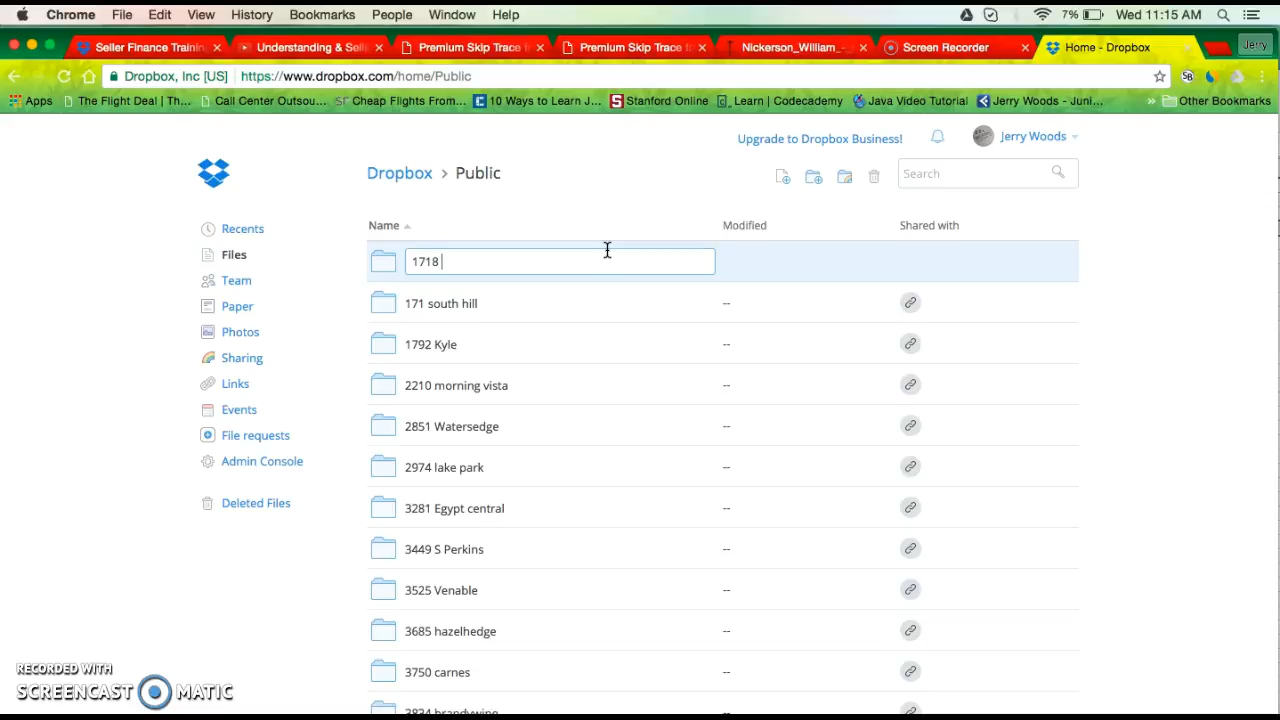 Chrome File Edit View History Bookmarks People Window Help 7% Wed 11:15 AM
Seller Finance Trainin Understanding & Selli Premium Skip Trace i Premium Skip Trace fo Nickerson_William_- Screen Recorder Home - Dropbox Jerry
Dropbox, Inc [US] https://www.dropbox.com/home/Public
Apps The Flight Deal | Th... Call Center Outsou... Cheap Flights From... 10 Ways to Learn J... Stanford Online Learn | Codecademy Java Video Tutorial Jerry Woods - Juni... » Other Bookmarks
Upgrade to Dropbox Business! Jerry Woods
Dropbox > Public Search
Name Modified Shared with
Recents
Files
Team
Paper
Photos
Sharing
Links
Events
File requests
Admin Console
Deleted Files
1718
171 south hill --
1792 Kyle --
2210 morning vista --
2851 Watersedge --
2974 lake park --
3281 Egypt central --
3449 S Perkins --
3525 Venable --
3685 hazelhedge --
3750 carnes --
3834 brandywine --
RECORDED WITH
SCREENCAST MATIC